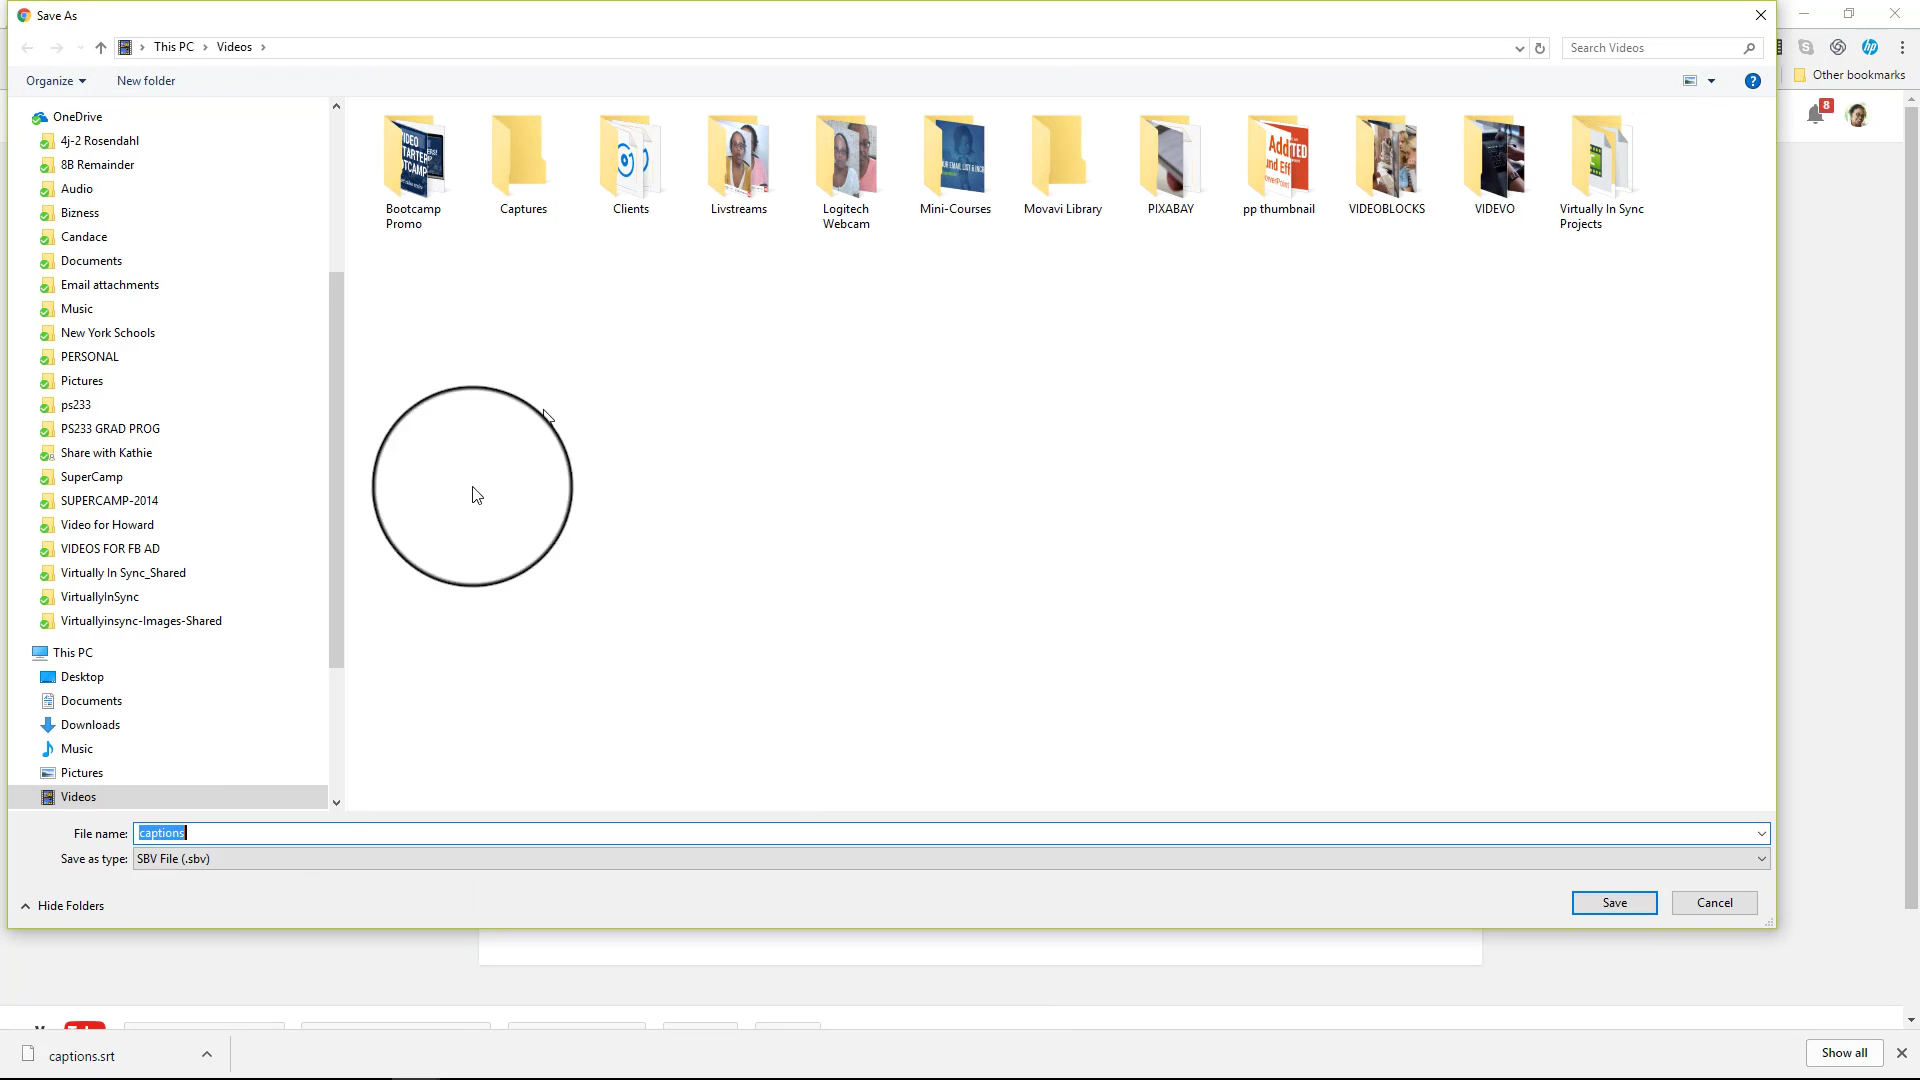 Save As
This PC
Videos
Search Videos
Organize
New folder
Other bookmarks
8
OneDrive
4j-2 Rosendahl
8B Remainder
Audio
Bizness
Candace
Documents
Email attachments
Music
New York Schools
PERSONAL
Pictures
ps233
PS233 GRAD PROG
Share with Kathie
SuperCamp
SUPERCAMP-2014
Video for Howard
VIDEOS FOR FB AD
Virtually In Sync_Shared
VirtuallyInSync
Virtuallyinsync-Images-Shared
This PC
Desktop
Documents
Downloads
Music
Pictures
Videos
Bootcamp
Promo
Captures
Clients
Livstreams
Logitech
Webcam
Mini-Courses
Movavi Library
PIXABAY
pp thumbnail
VIDEOBLOCKS
VIDEVO
Virtually In Sync
Projects
File name:
captions
Save as type:
SBV File (.sbv)
Hide Folders
Save
Cancel
captions.srt
Show all